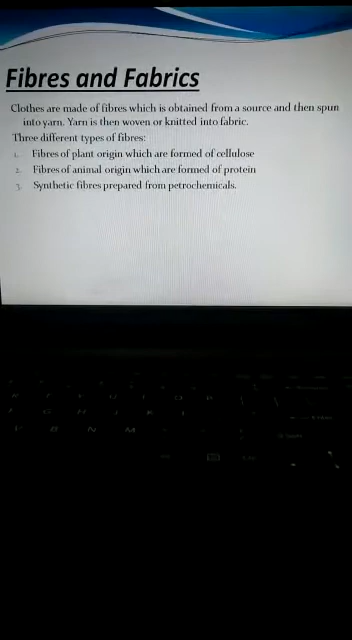 Fibres and Fabrics
Clothes are made of fibres which is obtained from a source and then spun
into yarn. Yarn is then woven or knitted into fabric.
Three different types of fibres:
1. Fibres of plant origin which are formed of cellulose
2. Fibres of animal origin which are formed of protein
3. Synthetic fibres prepared from petrochemicals.